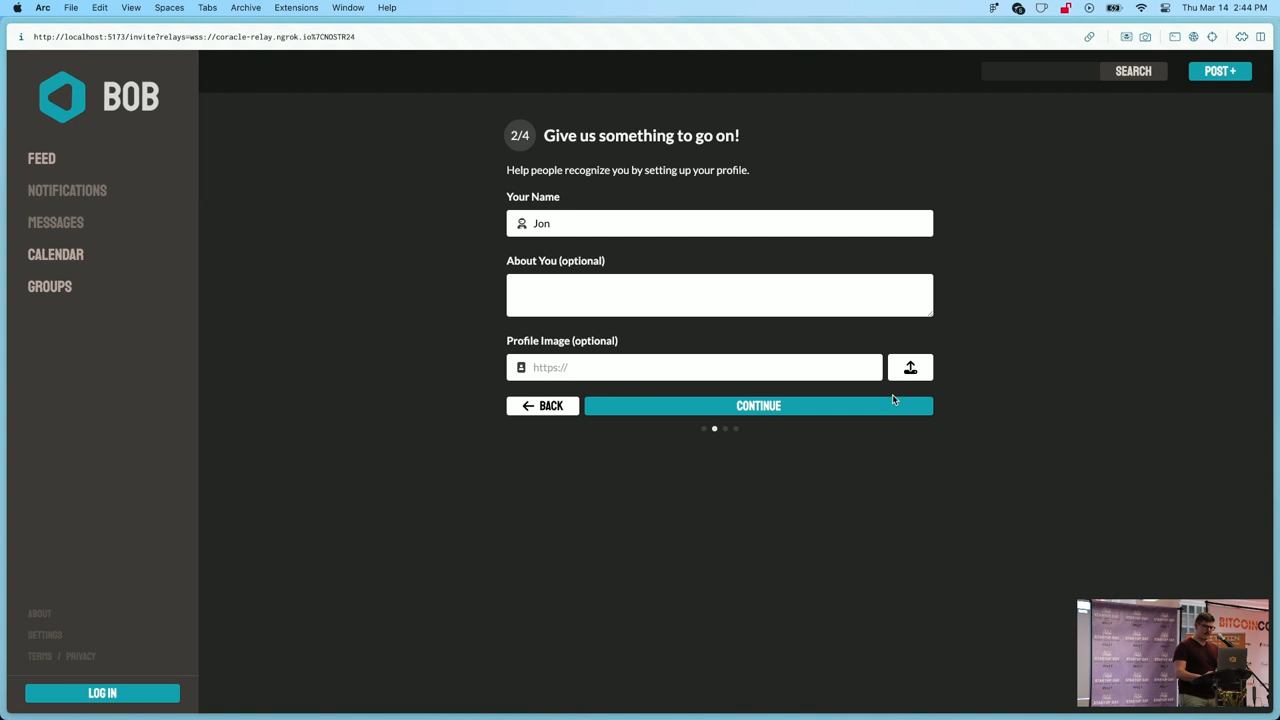 Arc File Edit View Spaces Tabs Archive Extensions Window Help
Thu Mar 14 2:44 PM
http://localhost:5173/invite?relays=wss://coracle-relay.ngrok.io%7CNOSTR24
BOB
SEARCH
POST +
FEED
NOTIFICATIONS
MESSAGES
CALENDAR
GROUPS
2/4 Give us something to go on!
Help people recognize you by setting up your profile.
Your Name
Jon
About You (optional)
Profile Image (optional)
https://
BACK
CONTINUE
ABOUT
SETTINGS
TERMS / PRIVACY
LOG IN
BITCOIN
STARTUP DAY